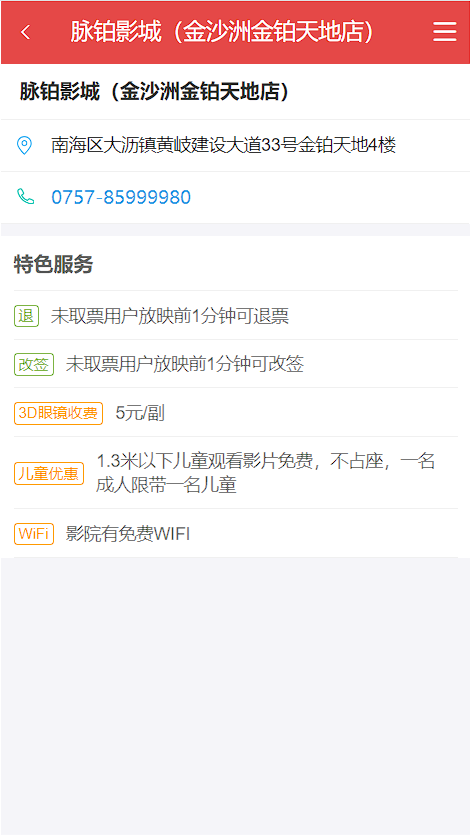 脉铂影城（金沙洲金铂天地店）
脉铂影城（金沙洲金铂天地店）
南海区大沥镇黄岐建设大道33号金铂天地4楼
0757-85999980
特色服务
退 未取票用户放映前1分钟可退票
改签 未取票用户放映前1分钟可改签
3D眼镜收费 5元/副
儿童优惠 1.3米以下儿童观看影片免费，不占座，一名
成人限带一名儿童
WiFi 影院有免费WIFI